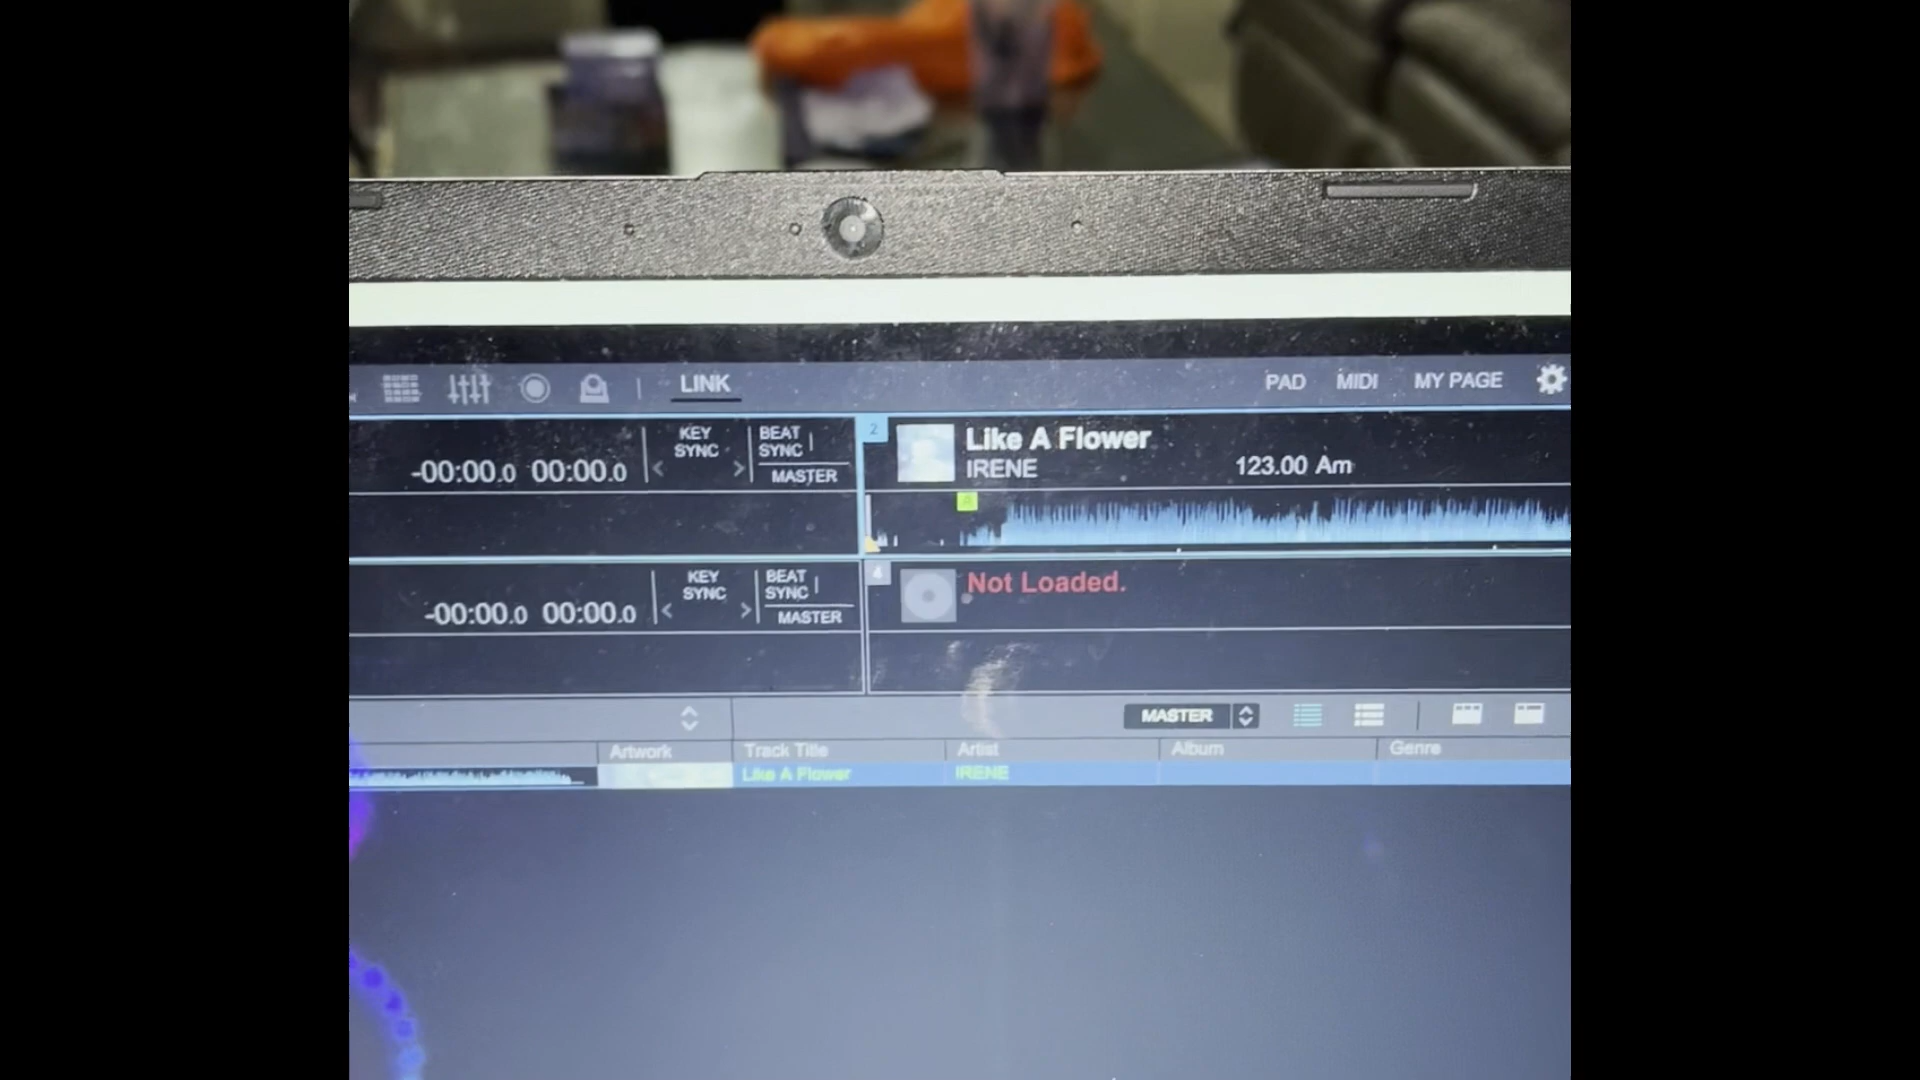 LINK PAD MIDI MY PAGE
-00:00.0 00:00.0 KEY SYNC BEAT SYNC MASTER
2 Like A Flower
IRENE 123.00 Am
-00:00.0 00:00.0 KEY SYNC BEAT SYNC MASTER
4 Not Loaded.
MASTER
Artwork Track Title Artist Album Genre
Like A Flower IRENE